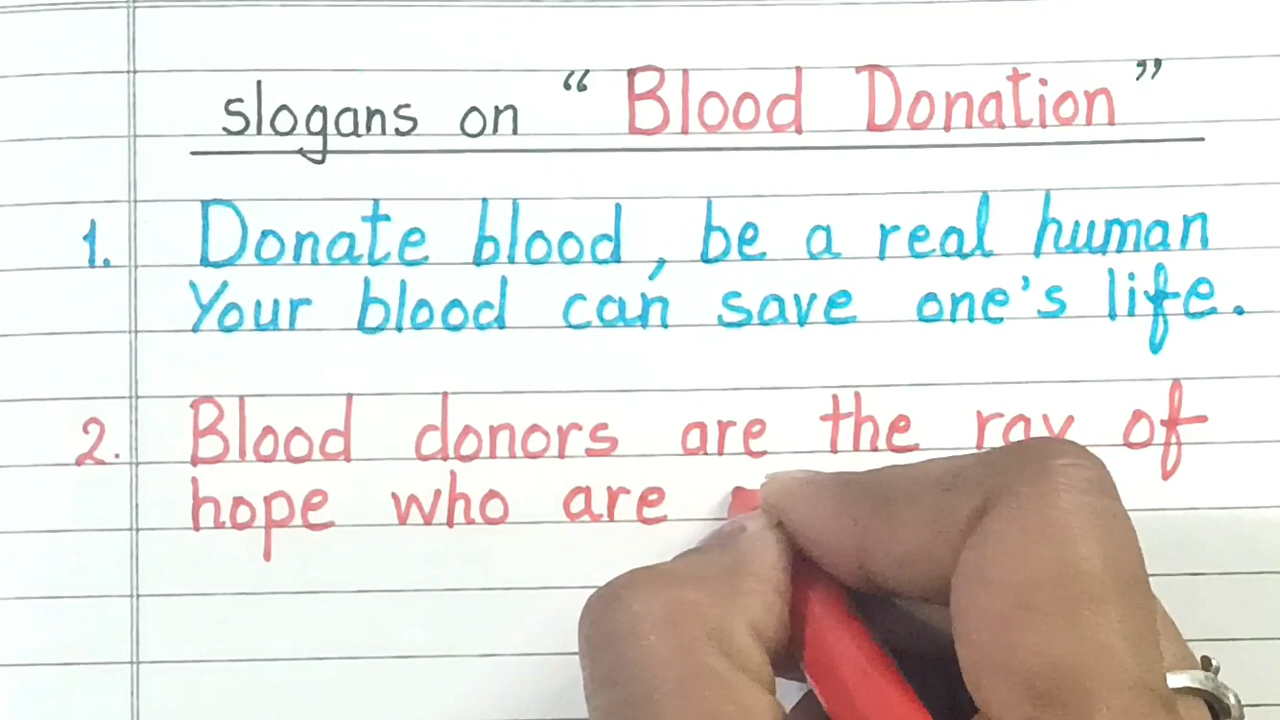 slogans on “ Blood Donation ”
1. Donate blood, be a real human
Your blood can save one's life.
2. Blood donors are the ray of
hope who are